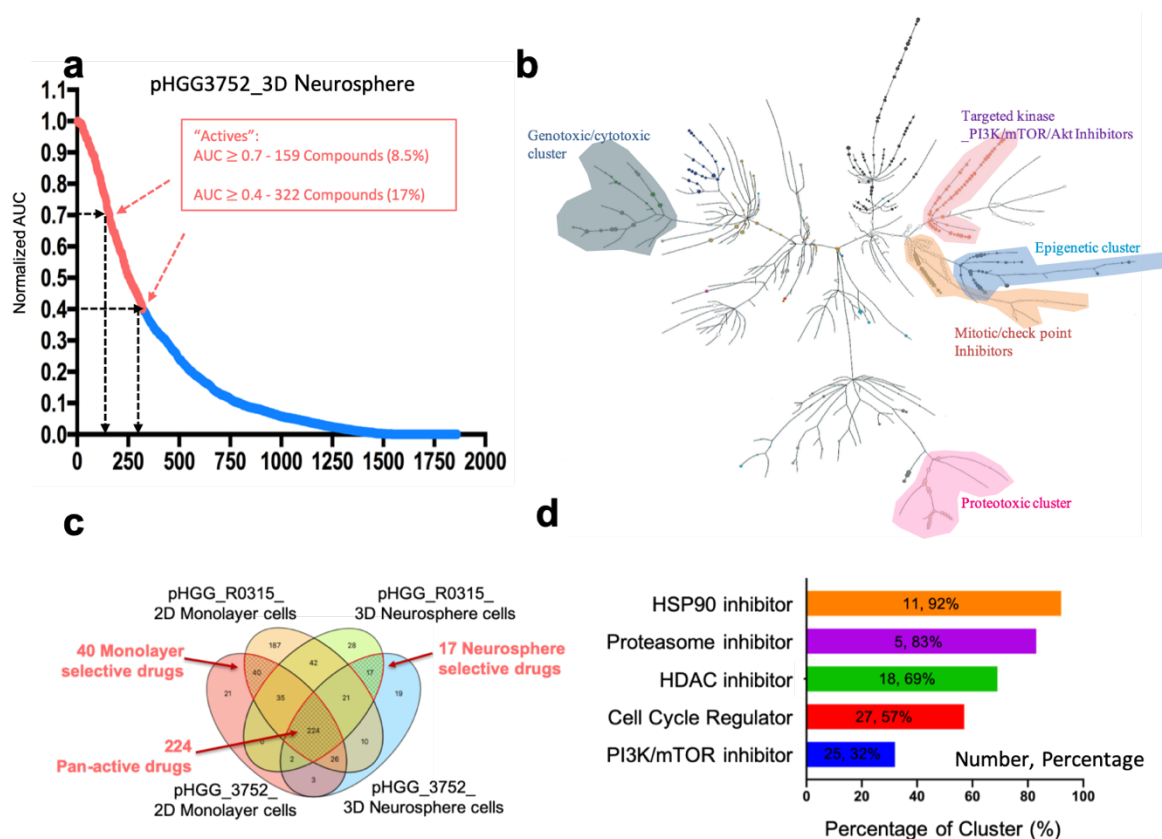 a
pHGG3752_3D Neurosphere
Normalized AUC
1.1
1.0
0.9
0.8
0.7
0.6
0.5
0.4
0.3
0.2
0.1
0.0
"Actives":
AUC ≥ 0.7 - 159 Compounds (8.5%)
AUC ≥ 0.4 - 322 Compounds (17%)
0 250 500 750 1000 1250 1500 1750 2000
b
Genotoxic/cytotoxic
cluster
Targeted kinase
_PI3K/mTOR/Akt Inhibitors
Epigenetic cluster
Mitotic/check point
Inhibitors
Proteotoxic cluster
c
pHGG_R0315_
2D Monolayer cells
pHGG_R0315_
3D Neurosphere cells
40 Monolayer
selective drugs
17 Neurosphere
selective drugs
224
Pan-active drugs
187
28
42
40
17
21
35
21
19
224
10
2
26
3
pHGG_3752_
2D Monolayer cells
pHGG_3752_
3D Neurosphere cells
d
HSP90 inhibitor
11, 92%
Proteasome inhibitor
5, 83%
HDAC inhibitor
18, 69%
Cell Cycle Regulator
27, 57%
PI3K/mTOR inhibitor
25, 32%
Number, Percentage
0 20 40 60 80 100
Percentage of Cluster (%)